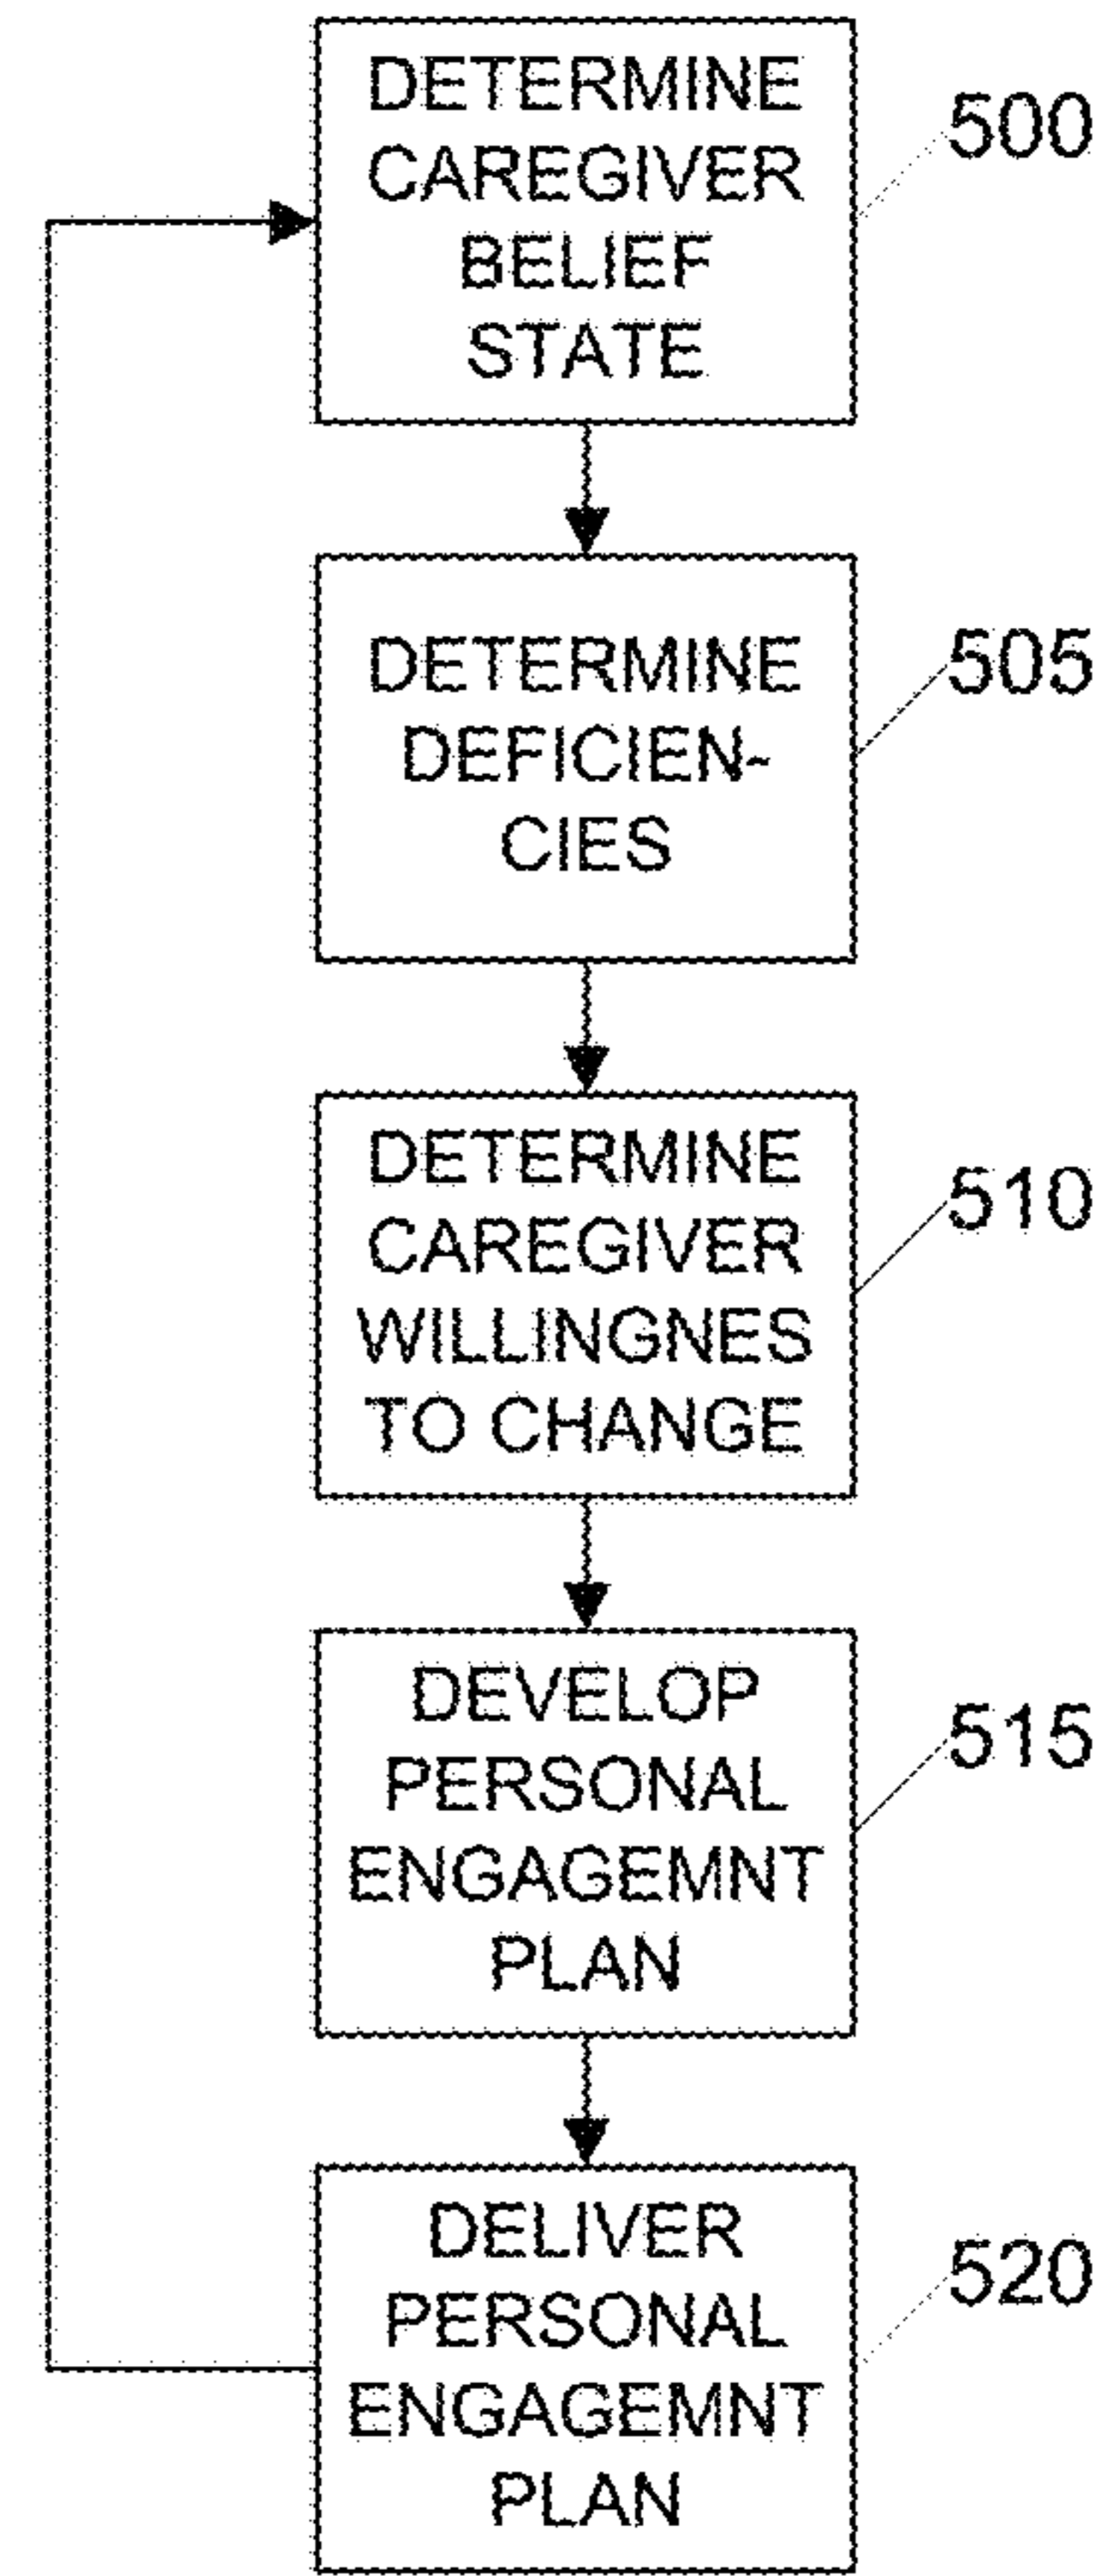 DETERMINE
CAREGIVER
BELIEF
STATE
500
DETERMINE
DEFICIEN-
CIES
505
DETERMINE
CAREGIVER
WILLINGNES
TO CHANGE
510
DEVELOP
PERSONAL
ENGAGEMNT
PLAN
515
DELIVER
PERSONAL
ENGAGEMNT
PLAN
520